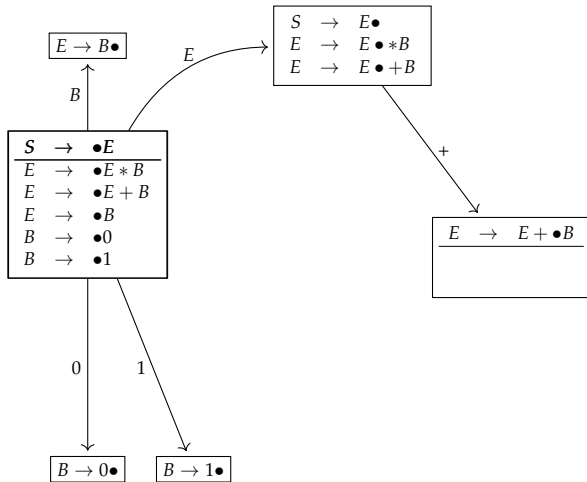 S → E●
E → E● *B
E → E● +B
E → B●
E
B
S → ●E
E → ●E * B
E → ●E + B
E → ●B
B → ●0
B → ●1
+
E → E + ●B
0
1
B → 0●
B → 1●